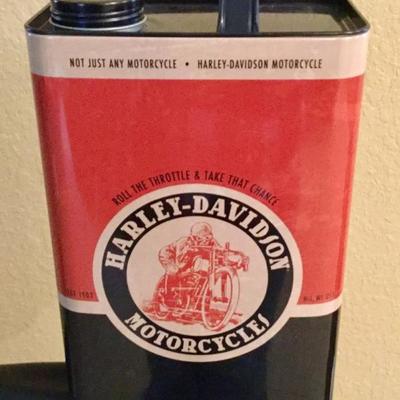 NOT JUST ANY MOTORCYCLE • HARLEY-DAVIDSON MOTORCYCLE
ROLL THE THROTTLE & TAKE THAT CHANCE
HARLEY-DAVIDSON
MOTORCYCLES